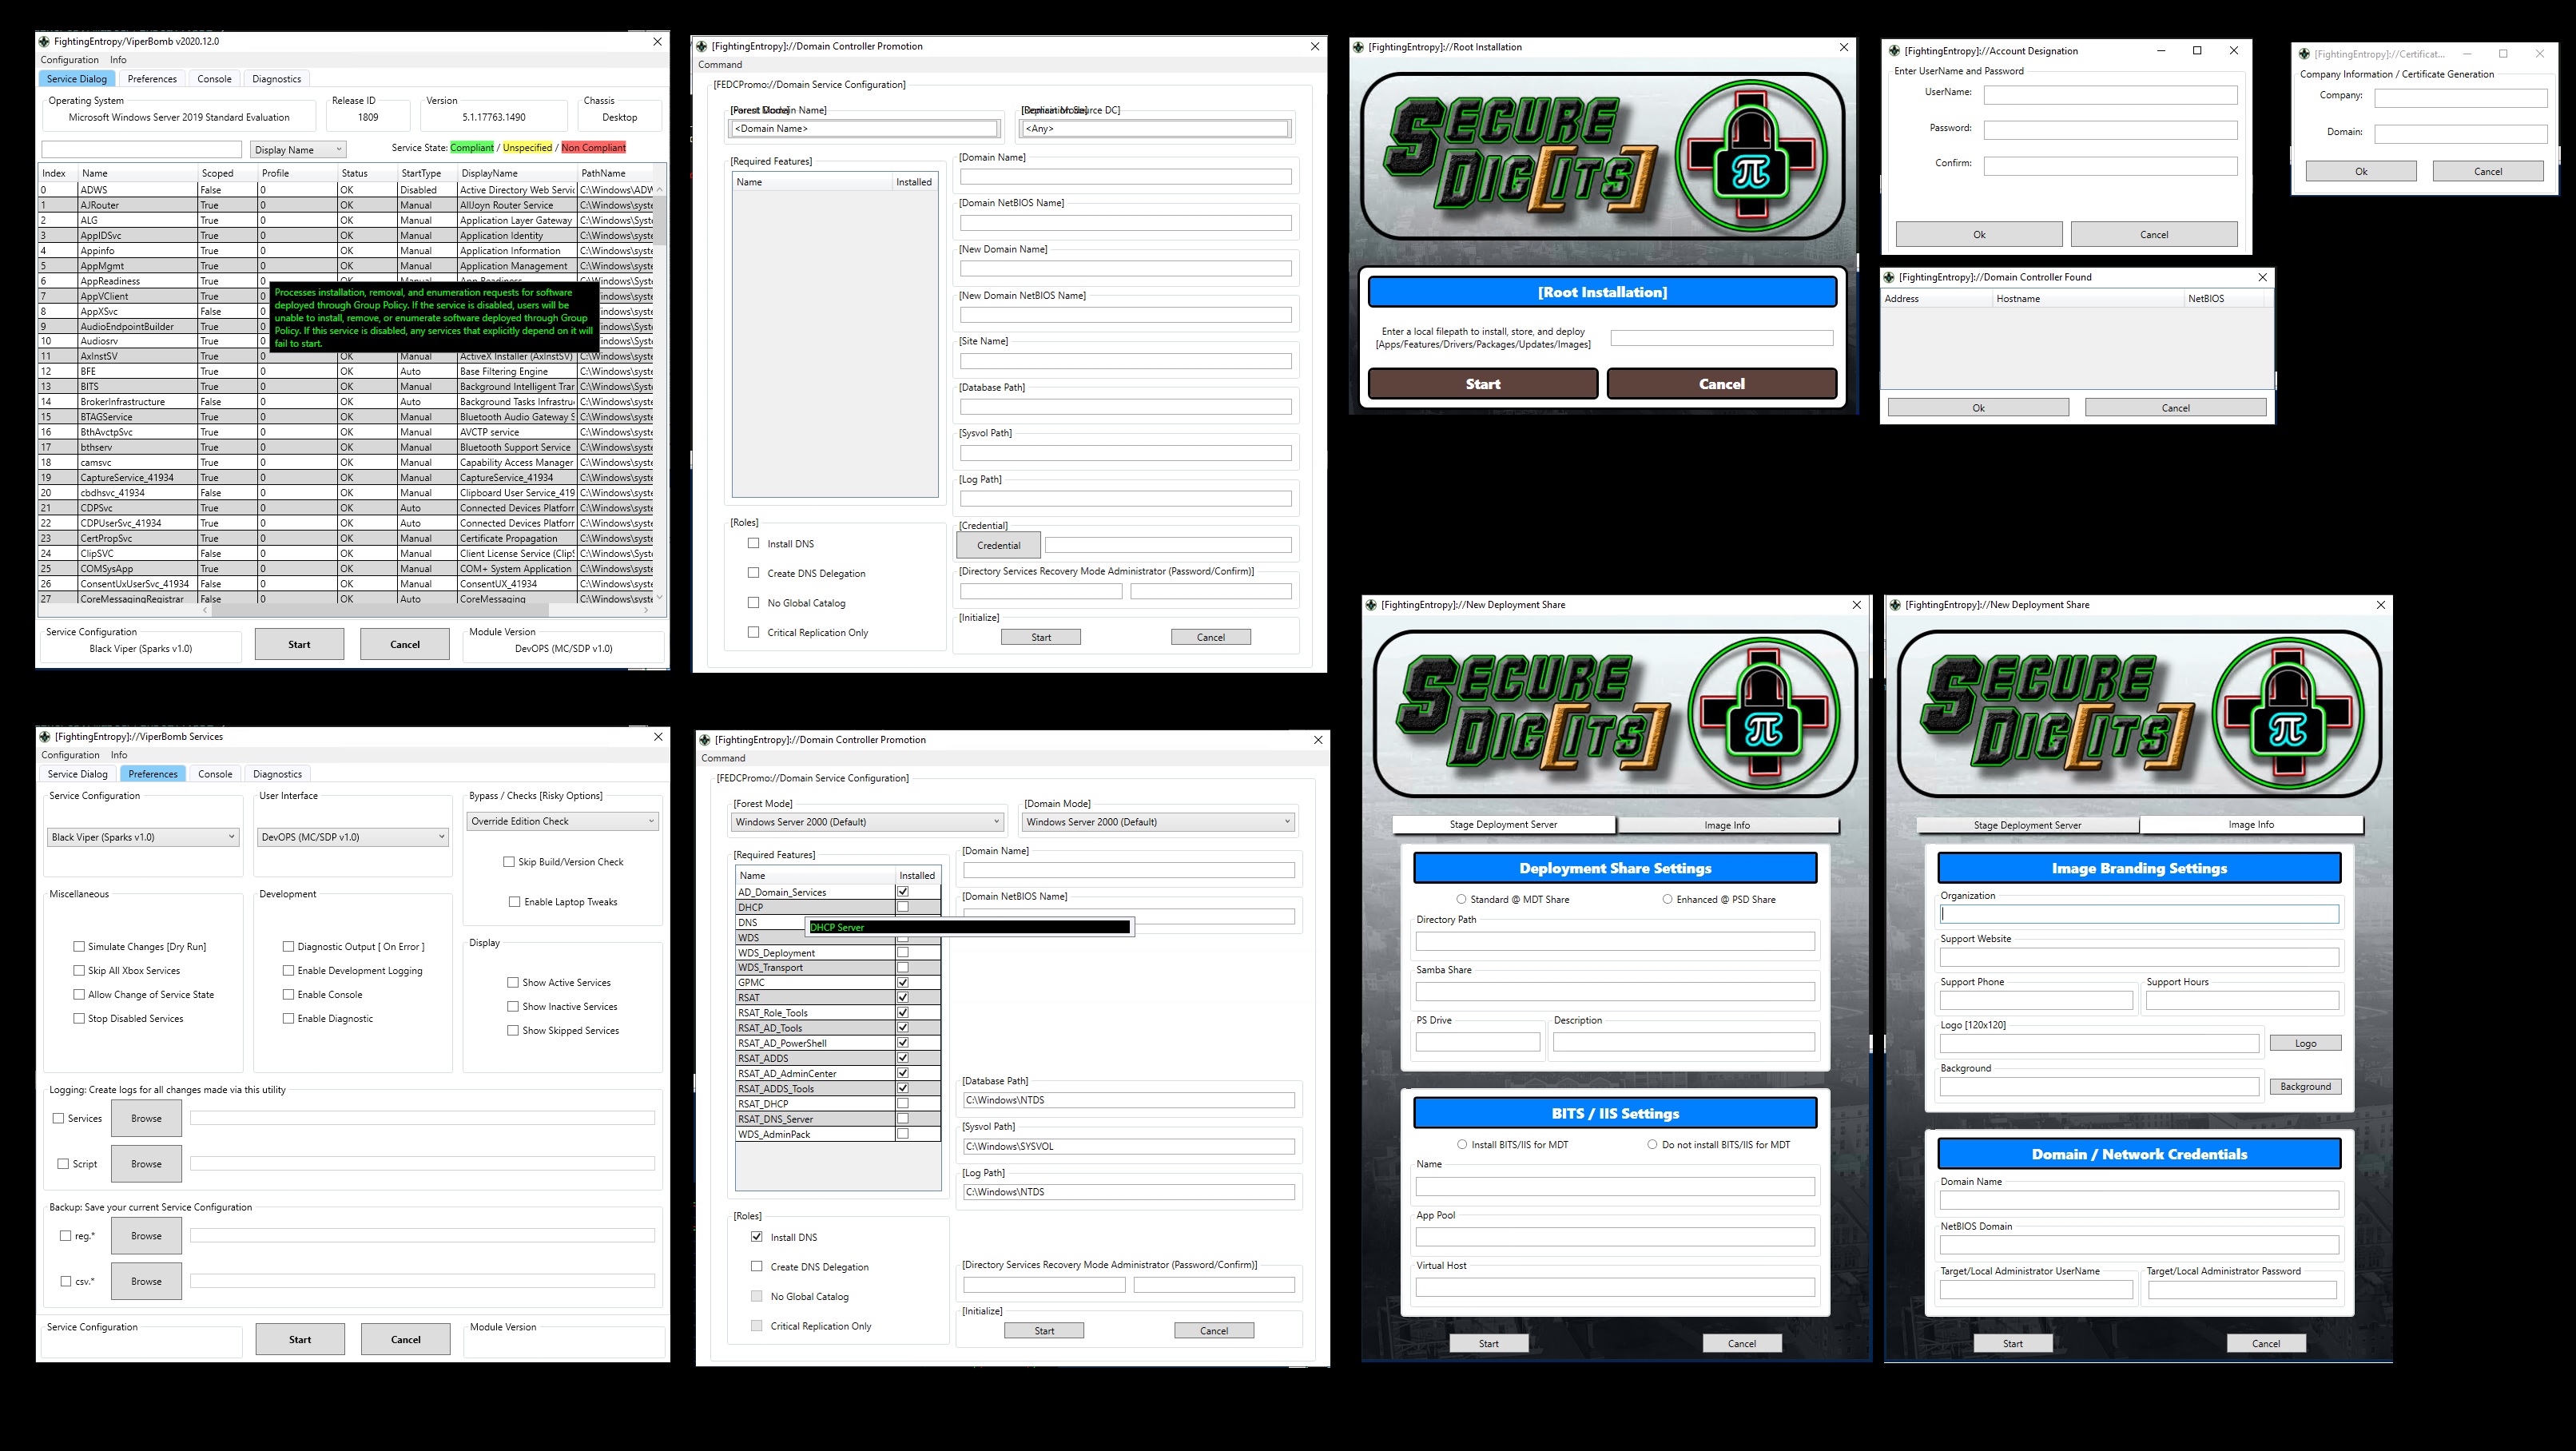 FightingEntropy/ViperBomb v2020.12.0
Configuration Info
Service Dialog Preferences Console Diagnostics
Operating System Release ID Version Chassis
Microsoft Windows Server 2019 Standard Evaluation 1809 5.1.17763.1490 Desktop
Display Name Service State: Compliant / Unspecified / Non Compliant
Index Name Scoped Profile Status StartType DisplayName PathName
0 ADWS False 0 OK Disabled Active Directory Web Servic C:\Windows\ADW
1 AJRouter True 0 OK Manual AllJoyn Router Service C:\Windows\syste
2 ALG True 0 OK Manual Application Layer Gateway C:\Windows\Syst
3 AppIDSvc True 0 OK Manual Application Identity C:\Windows\syste
4 Appinfo True 0 OK Manual Application Information C:\Windows\syste
5 AppMgmt True 0 OK Manual Application Management C:\Windows\syste
6 AppReadiness True 0 OK Manual App Readiness C:\Windows\Syst
7 AppVClient True
8 AppXSvc False
9 AudioEndpointBuilder True
10 Audiosrv True
Processes installation, removal, and enumeration requests for software
deployed through Group Policy. If the service is disabled, users will be
unable to install, remove, or enumerate software deployed through Group
Policy. If this service is disabled, any services that explicitly depend on it will
fail to start.
11 AxInstSV True 0 OK Manual ActiveX Installer (AxInstSV) C:\Windows\syste
12 BFE True 0 OK Auto Base Filtering Engine C:\Windows\syste
13 BITS True 0 OK Manual Background Intelligent Trar C:\Windows\Syst
14 BrokerInfrastructure False 0 OK Auto Background Tasks Infrastru C:\Windows\syste
15 BTAGService True 0 OK Manual Bluetooth Audio Gateway S C:\Windows\syste
16 BthAvctpSvc True 0 OK Manual AVCTP service C:\Windows\syste
17 bthserv True 0 OK Manual Bluetooth Support Service C:\Windows\syste
18 camsvc True 0 OK Manual Capability Access Manager C:\Windows\syste
19 CaptureService_41934 True 0 OK Manual CaptureService_41934 C:\Windows\syste
20 cbdhsvc_41934 False 0 OK Manual Clipboard User Service_419 C:\Windows\syste
21 CDPSvc True 0 OK Auto Connected Devices Platforr C:\Windows\syste
22 CDPUserSvc_41934 True 0 OK Auto Connected Devices Platforr C:\Windows\syste
23 CertPropSvc True 0 OK Manual Certificate Propagation C:\Windows\syste
24 ClipSVC False 0 OK Manual Client License Service (ClipS C:\Windows\Syst
25 COMSysApp True 0 OK Manual COM+ System Application C:\Windows\syste
26 ConsentUxUserSvc_41934 False 0 OK Manual ConsentUX_41934 C:\Windows\syste
27 CoreMessagingRegistrar False 0 OK Auto CoreMessaging C:\Windows\syste
Service Configuration Module Version
Black Viper (Sparks v1.0) Start Cancel DevOPS (MC/SDP v1.0)
[FightingEntropy]://Domain Controller Promotion
Command
[FEDCPromo://Domain Service Configuration]
<Domain Name> <Any>
[Required Features] [Domain Name]
Name Installed
[Domain NetBIOS Name]
[New Domain Name]
[New Domain NetBIOS Name]
[Site Name]
[Database Path]
[Sysvol Path]
[Log Path]
[Roles] [Credential]
Install DNS Credential
Create DNS Delegation [Directory Services Recovery Mode Administrator (Password/Confirm)]
No Global Catalog
Critical Replication Only [Initialize]
Start Cancel
[FightingEntropy]://Root Installation
SECURE
DIG[ITS]
π
[Root Installation]
Enter a local filepath to install, store, and deploy
[Apps/Features/Drivers/Packages/Updates/Images]
Start Cancel
[FightingEntropy]://Account Designation
Enter UserName and Password
UserName:
Password:
Confirm:
Ok Cancel
[FightingEntropy]://Certificat...
Company Information / Certificate Generation
Company:
Domain:
Ok Cancel
[FightingEntropy]://Domain Controller Found
Address Hostname NetBIOS
Ok Cancel
[FightingEntropy]://ViperBomb Services
Configuration Info
Service Dialog Preferences Console Diagnostics
Service Configuration User Interface Bypass / Checks [Risky Options]
Black Viper (Sparks v1.0) DevOPS (MC/SDP v1.0) Override Edition Check
Skip Build/Version Check
Miscellaneous Development Enable Laptop Tweaks
Simulate Changes [Dry Run] Diagnostic Output [ On Error ] Display
Skip All Xbox Services Enable Development Logging Show Active Services
Allow Change of Service State Enable Console Show Inactive Services
Stop Disabled Services Enable Diagnostic Show Skipped Services
Logging: Create logs for all changes made via this utility
Services Browse
Script Browse
Backup: Save your current Service Configuration
reg.* Browse
csv.* Browse
Service Configuration Start Cancel Module Version
[FightingEntropy]://Domain Controller Promotion
Command
[FEDCPromo://Domain Service Configuration]
[Forest Mode] [Domain Mode]
Windows Server 2000 (Default) Windows Server 2000 (Default)
[Required Features] [Domain Name]
Name Installed
AD_Domain_Services
DHCP [Domain NetBIOS Name]
DNS
DHCP Server
WDS
WDS_Deployment
WDS_Transport
GPMC
RSAT
RSAT_Role_Tools
RSAT_AD_Tools
RSAT_AD_PowerShell
RSAT_ADDS
RSAT_AD_AdminCenter
RSAT_ADDS_Tools
RSAT_DHCP
RSAT_DNS_Server
WDS_AdminPack
[Database Path]
C:\Windows\NTDS
[Sysvol Path]
C:\Windows\SYSVOL
[Log Path]
C:\Windows\NTDS
[Roles]
Install DNS
Create DNS Delegation [Directory Services Recovery Mode Administrator (Password/Confirm)]
No Global Catalog
Critical Replication Only [Initialize]
Start Cancel
[FightingEntropy]://New Deployment Share
SECURE
DIG[ITS]
π
Stage Deployment Server Image Info
Deployment Share Settings
Standard @ MDT Share Enhanced @ PSD Share
Directory Path
Samba Share
PS Drive Description
BITS / IIS Settings
Install BITS/IIS for MDT Do not install BITS/IIS for MDT
Name
App Pool
Virtual Host
Start Cancel
[FightingEntropy]://New Deployment Share
SECURE
DIG[ITS]
π
Stage Deployment Server Image Info
Image Branding Settings
Organization
Support Website
Support Phone Support Hours
Logo [120x120]
Logo
Background
Background
Domain / Network Credentials
Domain Name
NetBIOS Domain
Target/Local Administrator UserName Target/Local Administrator Password
Start Cancel